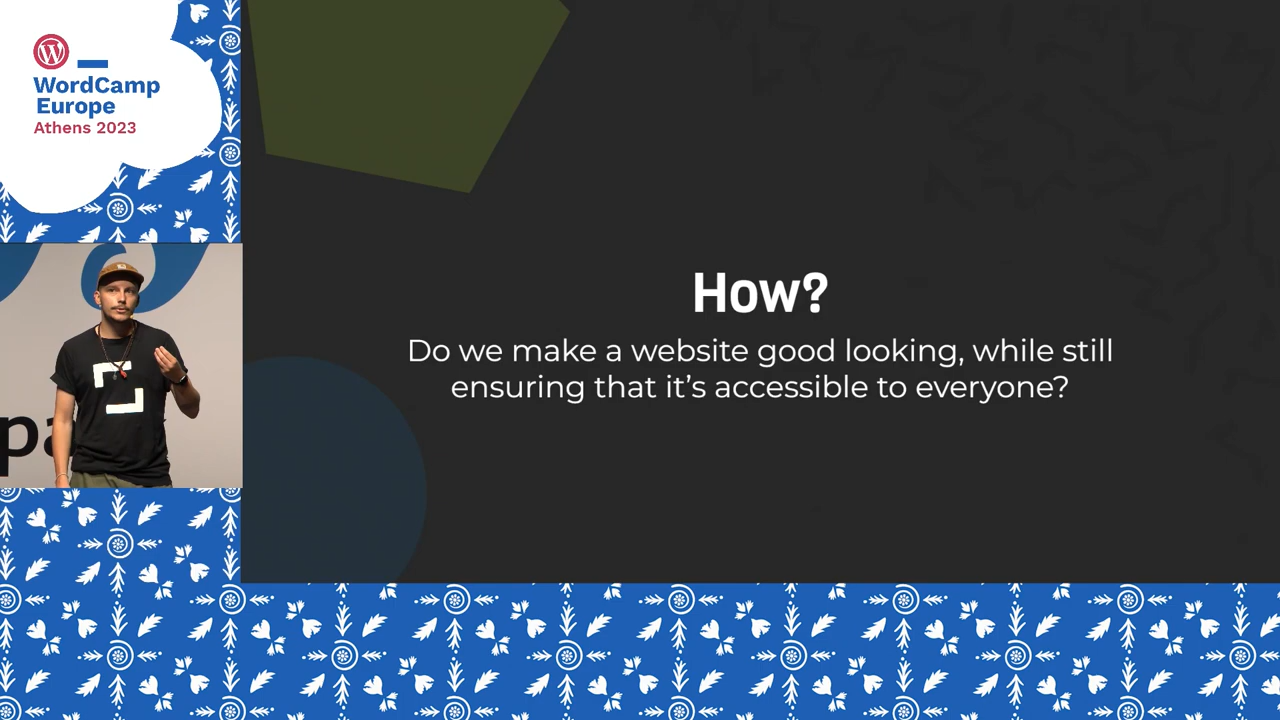 WordCamp
Europe
Athens 2023
How?
Do we make a website good looking, while still
ensuring that it's accessible to everyone?
pa